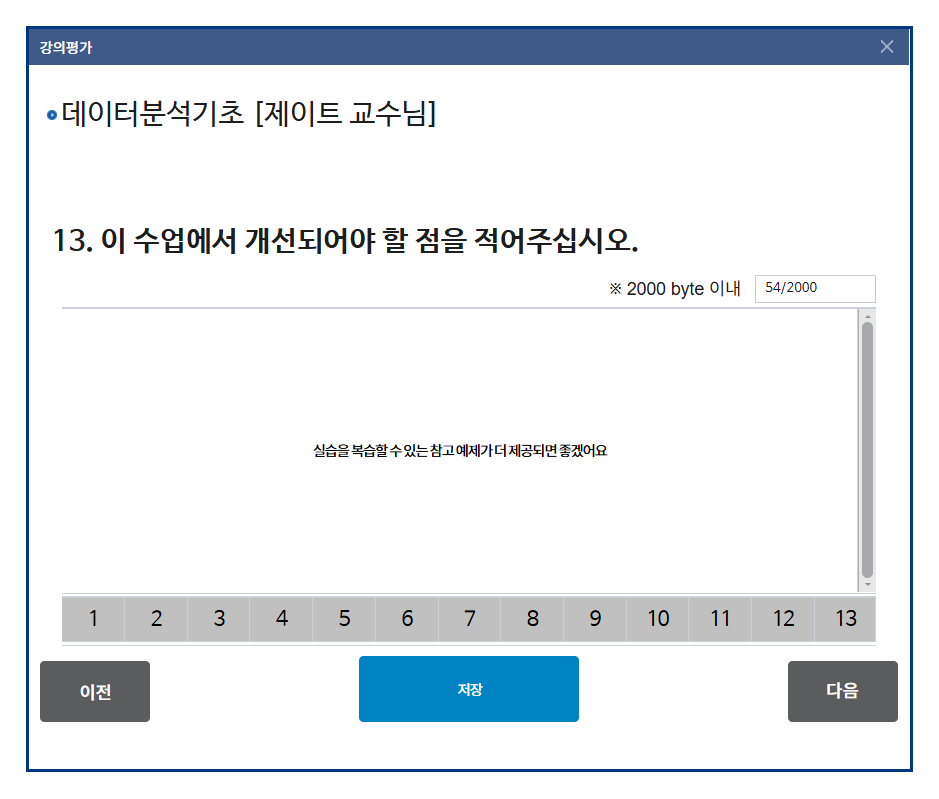 강의평가
데이터분석기초 [제이트 교수님]
13. 이 수업에서 개선되어야 할 점을 적어주십시오.
※ 2000 byte 이내 54/2000
실습을 복습할 수 있는 참고 예제가 더 제공되면 좋겠어요
1 2 3 4 5 6 7 8 9 10 11 12 13
이전 저장 다음